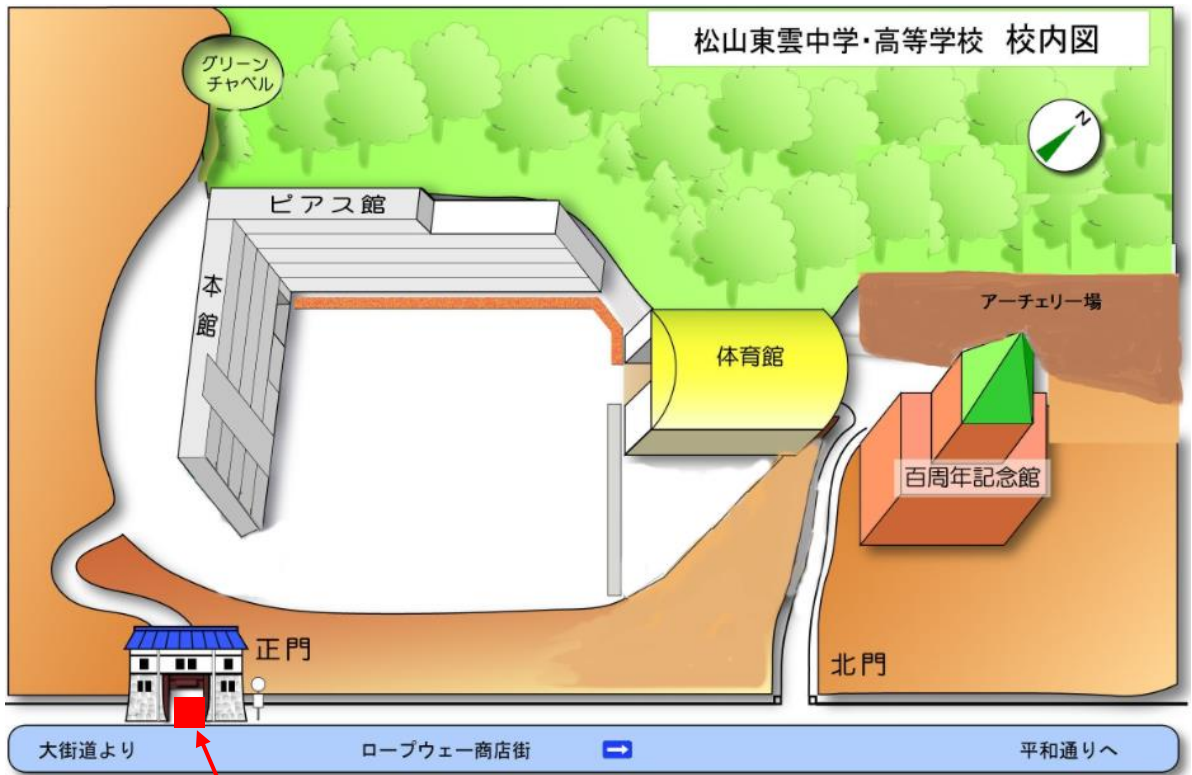 松山東雲中学・高等学校 校内図
グリーン
チャペル
N
ピアス館
本館
アーチェリー場
体育館
百周年記念館
正門
北門
大街道より
ロープウェー商店街
平和通りへ